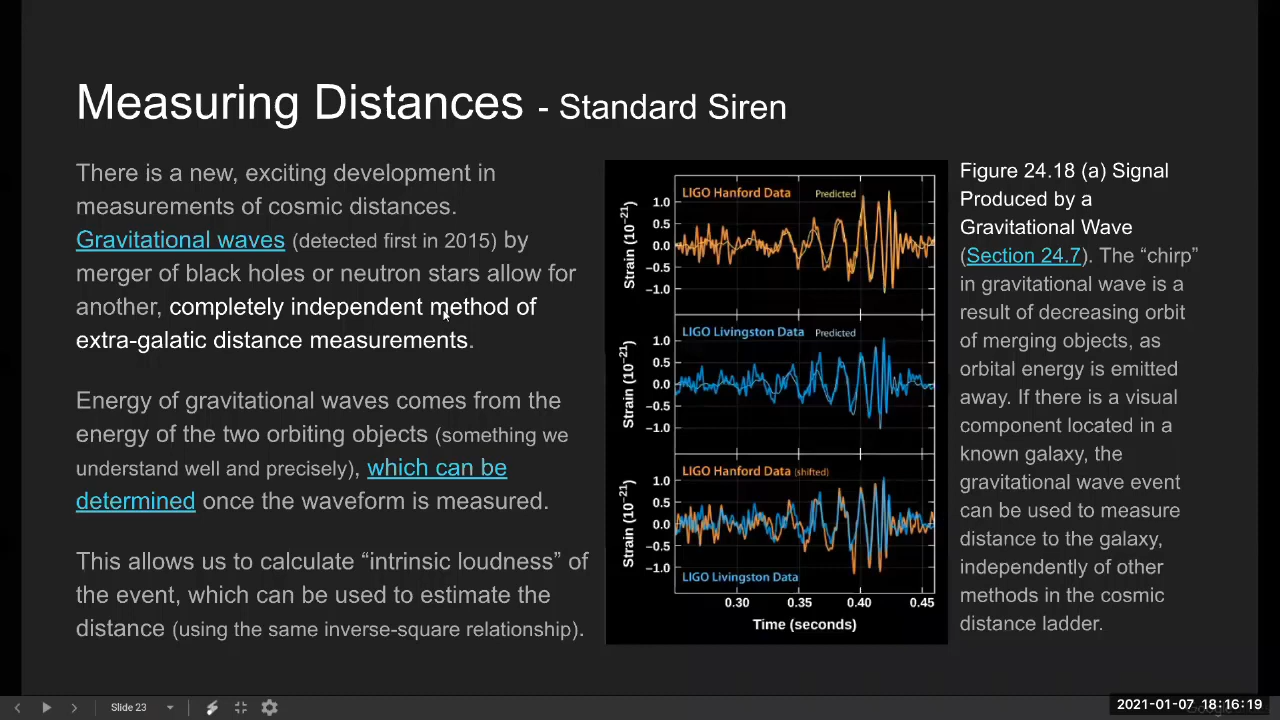 Measuring Distances - Standard Siren
There is a new, exciting development in
measurements of cosmic distances.
Gravitational waves (detected first in 2015) by
merger of black holes or neutron stars allow for
another, completely independent method of
extra-galatic distance measurements.
Energy of gravitational waves comes from the
energy of the two orbiting objects (something we
understand well and precisely), which can be
determined once the waveform is measured.
This allows us to calculate “intrinsic loudness” of
the event, which can be used to estimate the
distance (using the same inverse-square relationship).
LIGO Hanford Data Predicted
1.0
0.5
0.0
−0.5
−1.0
Strain (10⁻²¹)
LIGO Livingston Data Predicted
1.0
0.5
0.0
−0.5
−1.0
Strain (10⁻²¹)
LIGO Hanford Data (shifted)
1.0
0.5
0.0
−0.5
−1.0
Strain (10⁻²¹)
LIGO Livingston Data
0.30 0.35 0.40 0.45
Time (seconds)
Figure 24.18 (a) Signal
Produced by a
Gravitational Wave
(Section 24.7). The “chirp”
in gravitational wave is a
result of decreasing orbit
of merging objects, as
orbital energy is emitted
away. If there is a visual
component located in a
known galaxy, the
gravitational wave event
can be used to measure
distance to the galaxy,
independently of other
methods in the cosmic
distance ladder.
Slide 23
2021-01-07 18:16:19